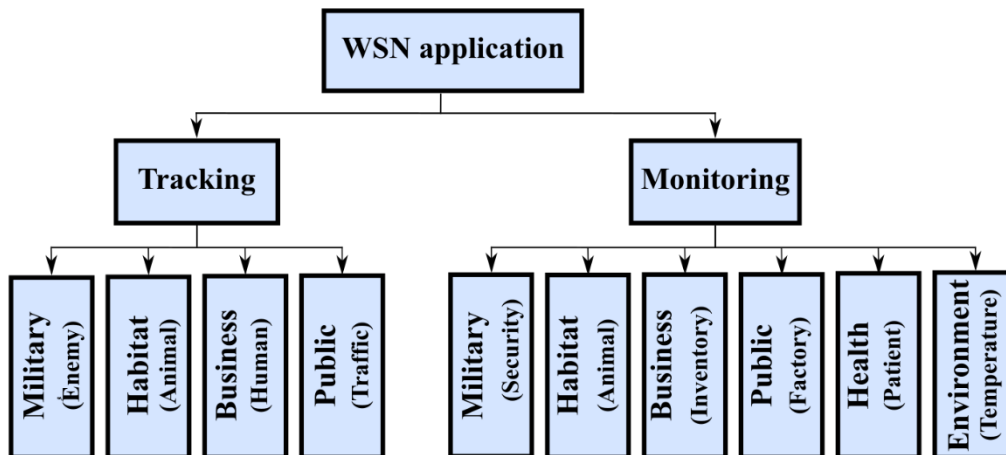 WSN application
Tracking
Monitoring
Military
(Enemy)
Habitat
(Animal)
Business
(Human)
Public
(Traffic)
Military
(Security)
Habitat
(Animal)
Business
(Inventory)
Public
(Factory)
Health
(Patient)
Environment
(Temperature)